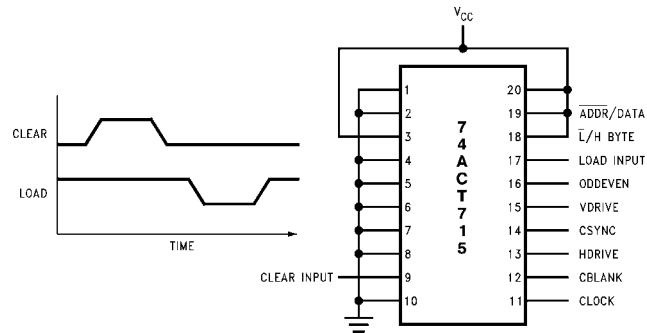 CLEAR
LOAD
TIME
V_CC
1 20
2 19 A̅D̅D̅R̅/DATA
3 18 L̅/H BYTE
4 17 LOAD INPUT
5 16 ODDEVEN
6 15 VDRIVE
7 14 CSYNC
8 13 HDRIVE
CLEAR INPUT 9 12 CBLANK
10 11 CLOCK
74ACT715